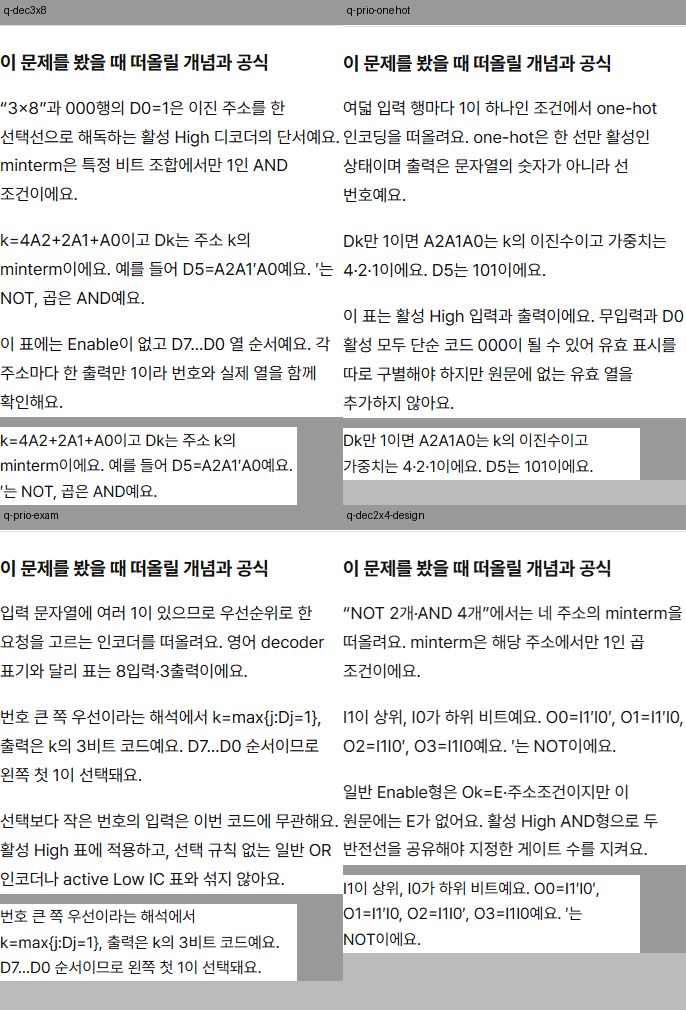 q-dec3x8
이 문제를 봤을 때 떠올릴 개념과 공식
“3×8”과 000행의 D0=1은 이진 주소를 한
선택선으로 해독하는 활성 High 디코더의 단서예요.
minterm은 특정 비트 조합에서만 1인 AND
조건이에요.
k=4A2+2A1+A0이고 Dk는 주소 k의
minterm이에요. 예를 들어 D5=A2A1′A0예요. ′는
NOT, 곱은 AND예요.
이 표에는 Enable이 없고 D7…D0 열 순서예요. 각
주소마다 한 출력만 1이라 번호와 실제 열을 함께
확인해요.
k=4A2+2A1+A0이고 Dk는 주소 k의
minterm이에요. 예를 들어 D5=A2A1′A0예요.
′는 NOT, 곱은 AND예요.
q-prio-onehot
이 문제를 봤을 때 떠올릴 개념과 공식
여덟 입력 행마다 1이 하나인 조건에서 one-hot
인코딩을 떠올려요. one-hot은 한 선만 활성인
상태이며 출력은 문자열의 숫자가 아니라 선
번호예요.
Dk만 1이면 A2A1A0는 k의 이진수이고 가중치는
4·2·1이에요. D5는 101이에요.
이 표는 활성 High 입력과 출력이에요. 무입력과 D0
활성 모두 단순 코드 000이 될 수 있어 유효 표시를
따로 구별해야 하지만 원문에 없는 유효 열을
추가하지 않아요.
Dk만 1이면 A2A1A0는 k의 이진수이고
가중치는 4·2·1이에요. D5는 101이에요.
q-prio-exam
이 문제를 봤을 때 떠올릴 개념과 공식
입력 문자열에 여러 1이 있으므로 우선순위로 한
요청을 고르는 인코더를 떠올려요. 영어 decoder
표기와 달리 표는 8입력·3출력이에요.
번호 큰 쪽 우선이라는 해석에서 k=max{j:Dj=1},
출력은 k의 3비트 코드예요. D7…D0 순서이므로
왼쪽 첫 1이 선택돼요.
선택보다 작은 번호의 입력은 이번 코드에 무관해요.
활성 High 표에 적용하고, 선택 규칙 없는 일반 OR
인코더나 active Low IC 표와 섞지 않아요.
번호 큰 쪽 우선이라는 해석에서
k=max{j:Dj=1}, 출력은 k의 3비트 코드예요.
D7…D0 순서이므로 왼쪽 첫 1이 선택돼요.
q-dec2x4-design
이 문제를 봤을 때 떠올릴 개념과 공식
“NOT 2개·AND 4개”에서는 네 주소의 minterm을
떠올려요. minterm은 해당 주소에서만 1인 곱
조건이에요.
I1이 상위, I0가 하위 비트예요. O0=I1′I0′, O1=I1′I0,
O2=I1I0′, O3=I1I0예요. ′는 NOT이에요.
일반 Enable형은 Ok=E·주소조건이지만 이
원문에는 E가 없어요. 활성 High AND형으로 두
반전선을 공유해야 지정한 게이트 수를 지켜요.
I1이 상위, I0가 하위 비트예요. O0=I1′I0′,
O1=I1′I0, O2=I1I0′, O3=I1I0예요. ′는
NOT이에요.